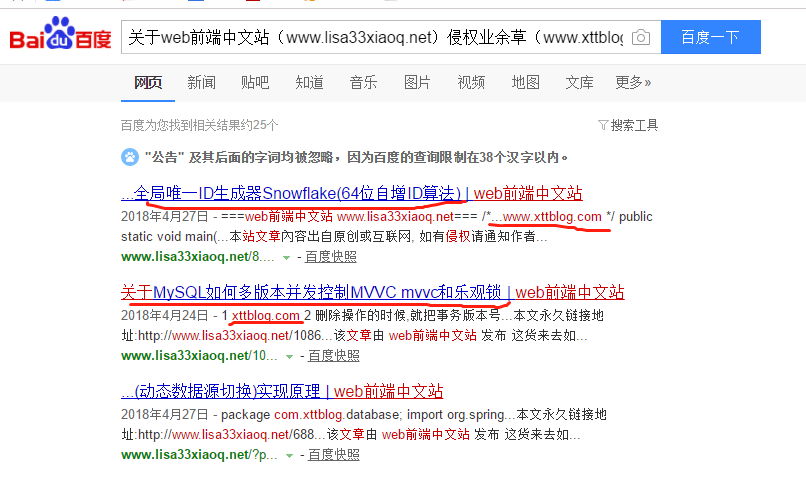 Bai du 百度 关于web前端中文站（www.lisa33xiaoq.net）侵权业余草（www.xttblog 百度一下
网页 新闻 贴吧 知道 音乐 图片 视频 地图 文库 更多»
百度为您找到相关结果约25个 搜索工具
"公告" 及其后面的字词均被忽略，因为百度的查询限制在38个汉字以内。
...全局唯一ID生成器Snowflake(64位自增ID算法) | web前端中文站
2018年4月27日 - ===web前端中文站 www.lisa33xiaoq.net=== /*...www.xttblog.com */ public
static void main(...本站文章内容出自原创或互联网, 如有侵权请通知作者...
www.lisa33xiaoq.net/8.... - 百度快照
关于MySQL如何多版本并发控制MVVC mvvc和乐观锁 | web前端中文站
2018年4月24日 - 1 xttblog.com 2 删除操作的时候,就把事务版本号...本文永久链接地
址:http://www.lisa33xiaoq.net/1086...该文章由 web前端中文站 发布 这货来去如...
www.lisa33xiaoq.net/10... - 百度快照
...(动态数据源切换)实现原理 | web前端中文站
2018年4月27日 - package com.xttblog.database; import org.spring...本文永久链接地
址:http://www.lisa33xiaoq.net/688...该文章由 web前端中文站 发布 这货来去如...
www.lisa33xiaoq.net/?p... - 百度快照